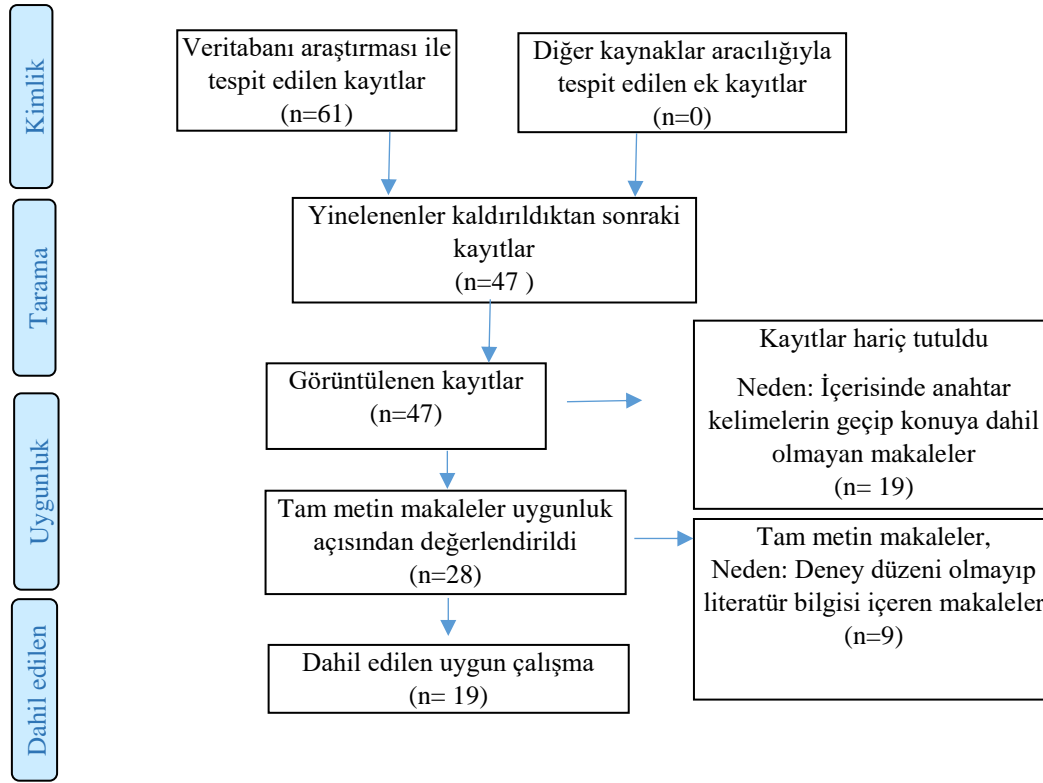 Kimlik
Veritabanı araştırması ile
tespit edilen kayıtlar
(n=61)
Diğer kaynaklar aracılığıyla
tespit edilen ek kayıtlar
(n=0)
Tarama
Yinelenenler kaldırıldıktan sonraki
kayıtlar
(n=47 )
Görüntülenen kayıtlar
(n=47)
Kayıtlar hariç tutuldu
Neden: İçerisinde anahtar
kelimelerin geçip konuya dahil
olmayan makaleler
(n= 19)
Uygunluk
Tam metin makaleler uygunluk
açısından değerlendirildi
(n=28)
Tam metin makaleler,
Neden: Deney düzeni olmayıp
literatür bilgisi içeren makaleler
(n=9)
Dahil edilen
Dahil edilen uygun çalışma
(n= 19)